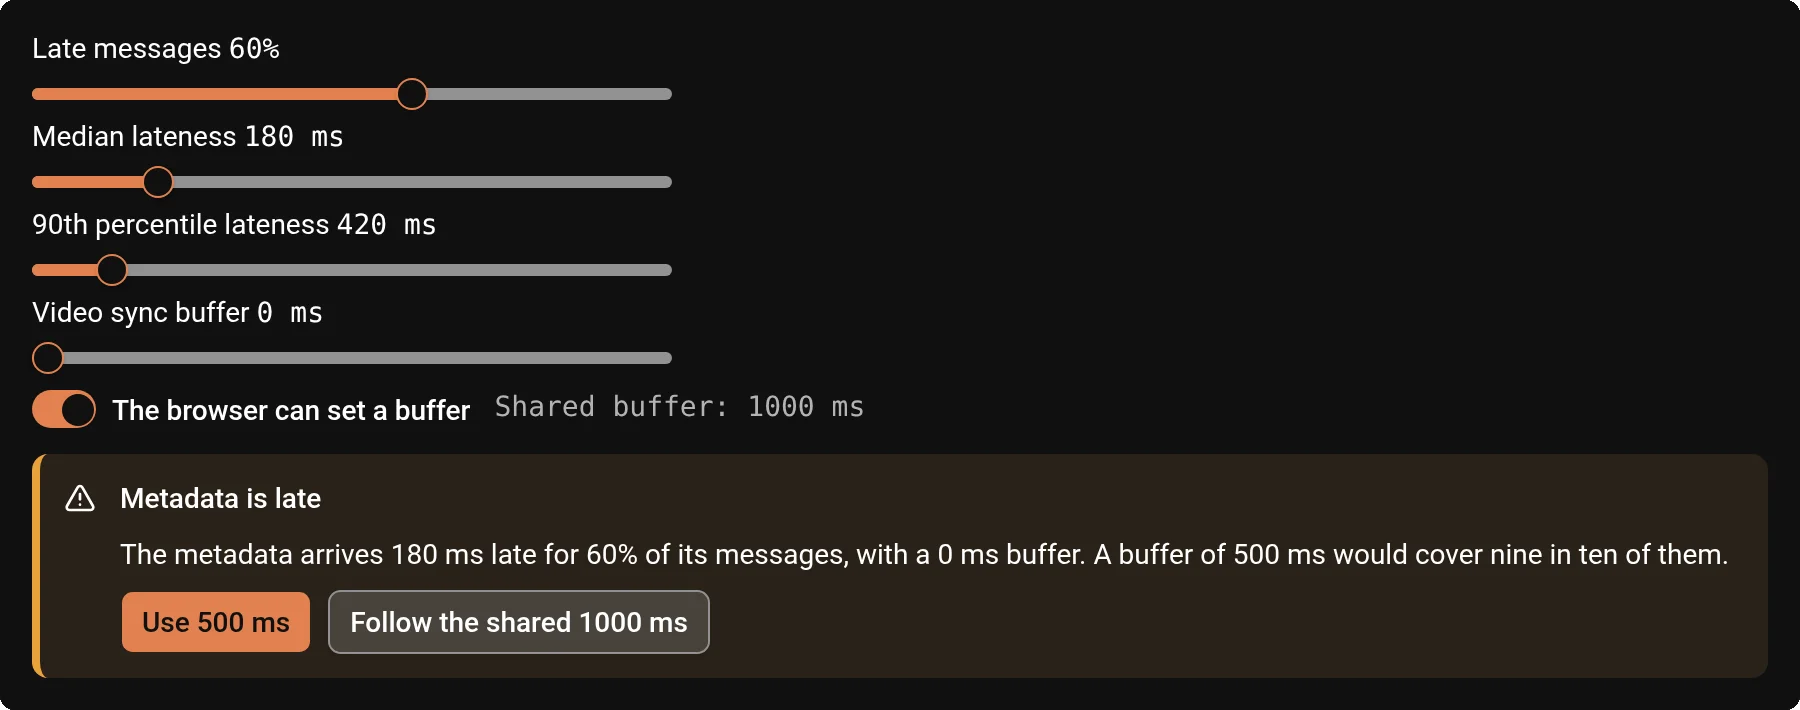 Late messages 60%
Median lateness 180 ms
90th percentile lateness 420 ms
Video sync buffer 0 ms
The browser can set a buffer Shared buffer: 1000 ms
Metadata is late
The metadata arrives 180 ms late for 60% of its messages, with a 0 ms buffer. A buffer of 500 ms would cover nine in ten of them.
Use 500 ms Follow the shared 1000 ms